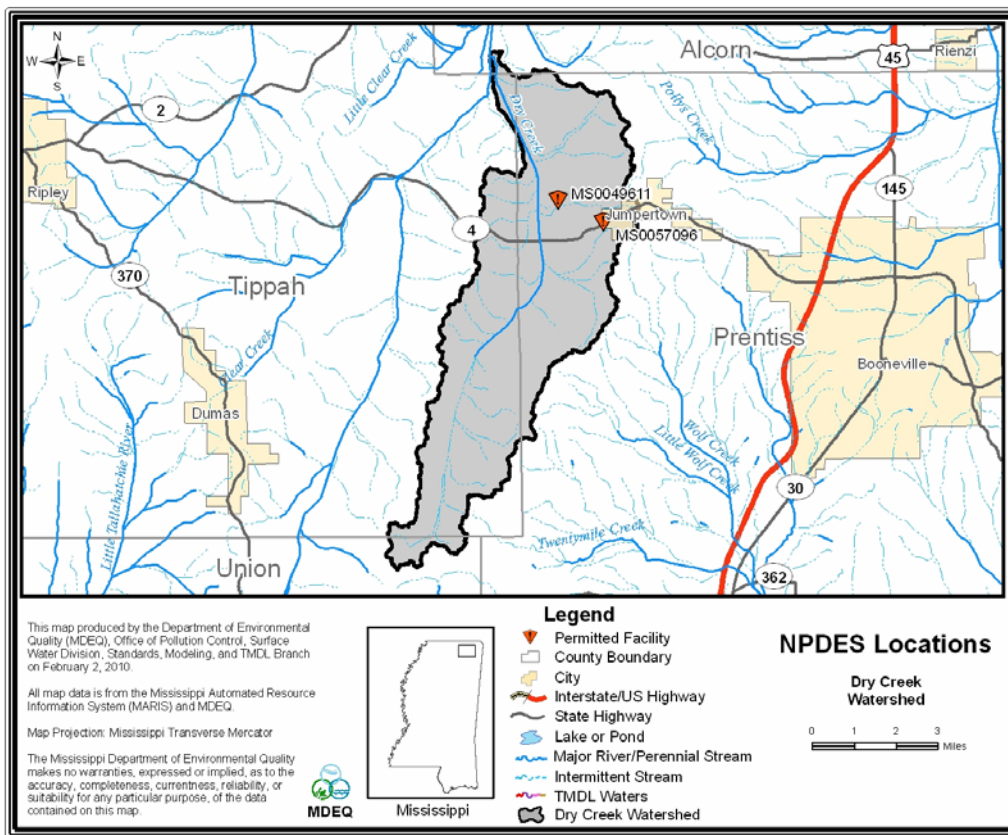 N
W E
S
Alcorn
45
Rienzi
Little Clear Creek
2
Dry Creek
Pollys Creek
Ripley
MS0049611
145
Jumpertown
4
MS0057096
370
Tippah
Prentiss
Clear Creek
Booneville
Dumas
Wolf Creek
Little Wolf Creek
Little Tallahatchie River
30
Twentymile Creek
Union
362
This map produced by the Department of Environmental
Quality (MDEQ), Office of Pollution Control, Surface
Water Division, Standards, Modeling, and TMDL Branch
on February 2, 2010.
All map data is from the Mississippi Automated Resource
Information System (MARIS) and MDEQ.
Map Projection: Mississippi Transverse Mercator
The Mississippi Department of Environmental Quality
makes no warranties, expressed or implied, as to the
accuracy, completeness, currentness, reliability, or
suitability for any particular purpose, of the data
contained on this map.
MDEQ
Mississippi
Legend
Permitted Facility
County Boundary
City
Interstate/US Highway
State Highway
Lake or Pond
Major River/Perennial Stream
Intermittent Stream
TMDL Waters
Dry Creek Watershed
NPDES Locations
Dry Creek
Watershed
0 1 2 3
Miles